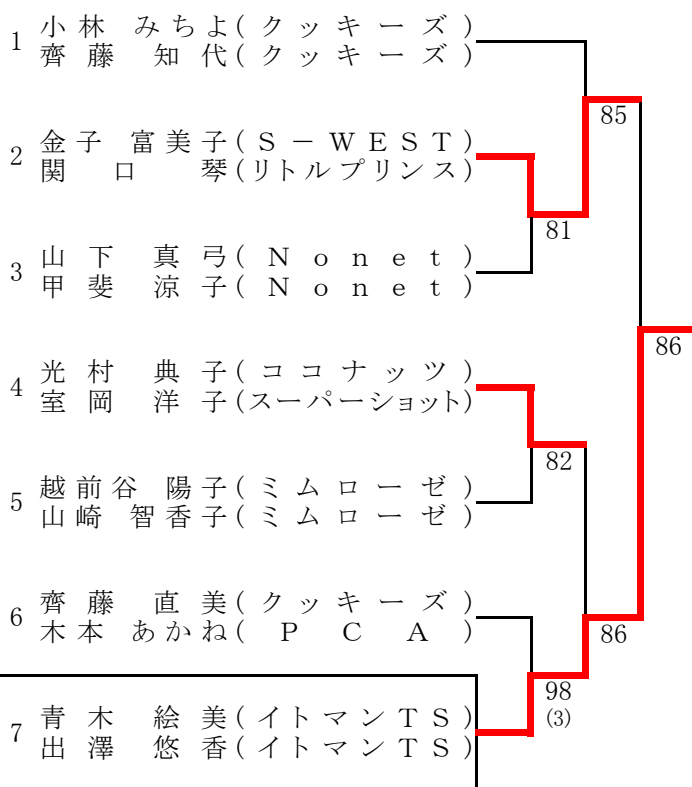 1 小林 みちよ(クッキーズ)
齊藤 知代(クッキーズ)
85
2 金子 富美子(S－WEST)
関口 琴(リトルプリンス)
81
3 山下 真弓(Nonet)
甲斐 涼子(Nonet)
86
4 光村 典子(ココナッツ)
室岡 洋子(スーパーショット)
82
5 越前谷 陽子(ミムローゼ)
山崎 智香子(ミムローゼ)
6 齊藤 直美(クッキーズ)
木本 あかね(PCA)
86
98
(3)
7 青木 絵美(イトマンTS)
出澤 悠香(イトマンTS)